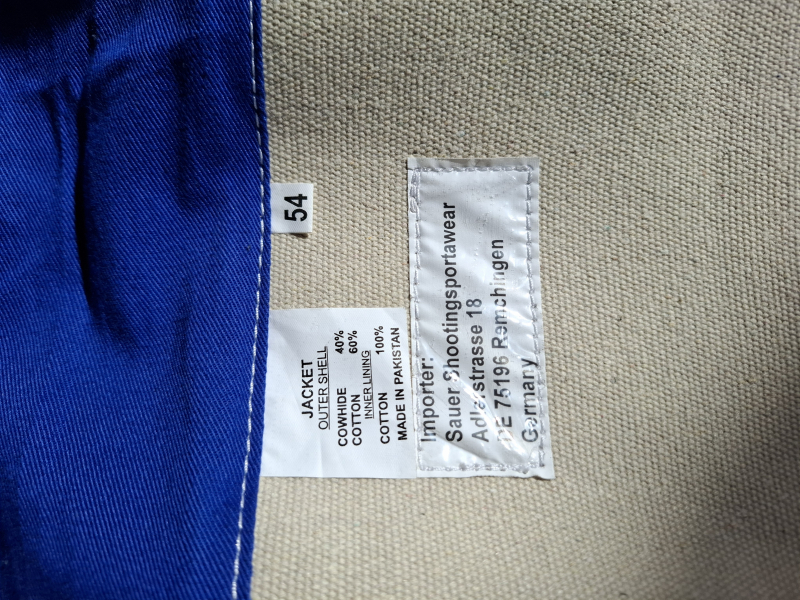 54
JACKET
OUTER SHELL
COWHIDE 40%
COTTON 60%
INNER LINING
COTTON 100%
MADE IN PAKISTAN
Importer:
Sauer Shootingsportawear
Adlerstrasse 18
DE 75196 Remchingen
Germany